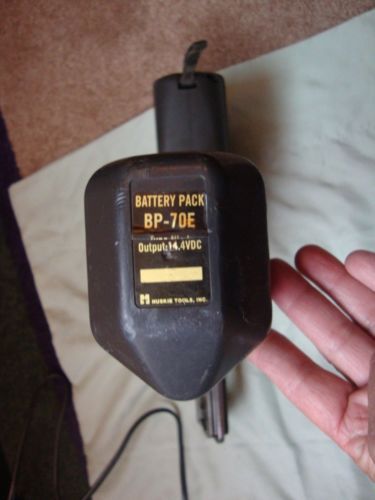 BATTERY PACK
BP-70E
Output:14.4VDC
HUSKIE TOOLS, INC.